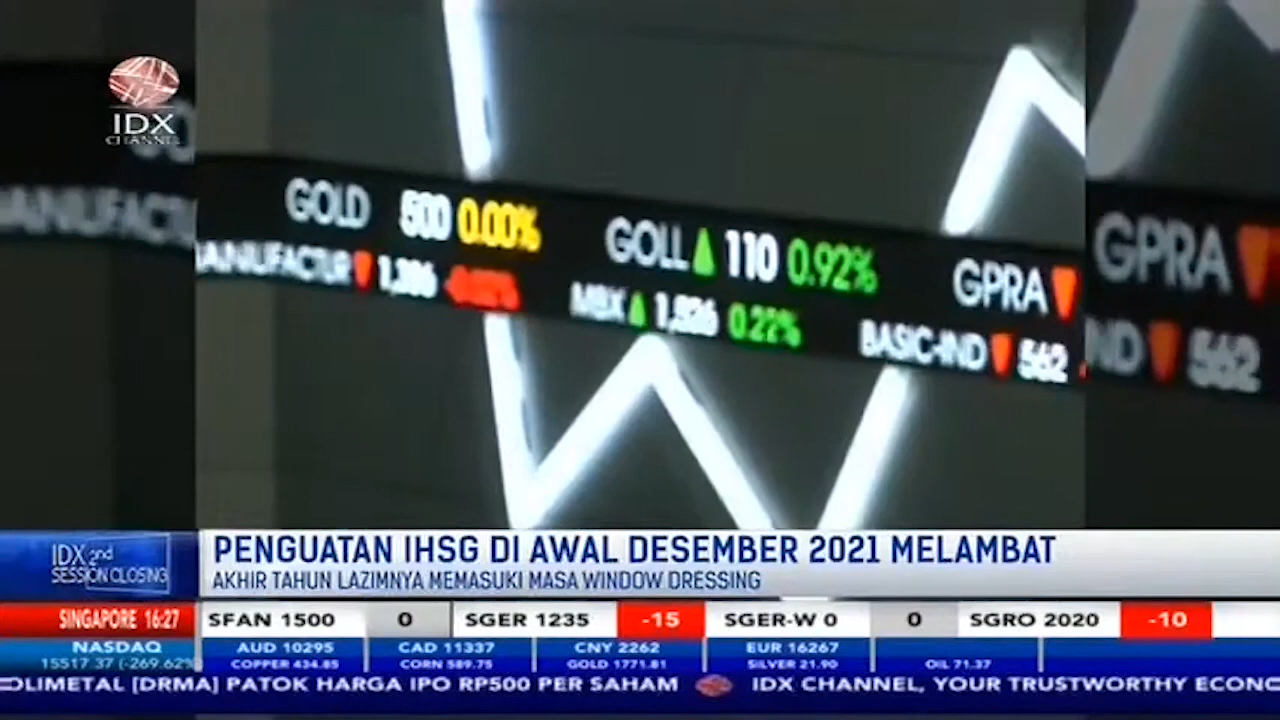 IDX
CHANNEL
GOLD 500 0.00%
GOLL 110 0.92%
GPRA
GPRA
MBX 1,836 0.22%
BASIC-IND 562
IND 562
IDX 2nd
SESSION CLOSING
PENGUATAN IHSG DI AWAL DESEMBER 2021 MELAMBAT
AKHIR TAHUN LAZIMNYA MEMASUKI MASA WINDOW DRESSING
SINGAPORE 16:27
SFAN 1500 0 SGER 1235 -15 SGER-W 0 0 SGRO 2020 -10
NASDAQ
15517.37 (-269.62%)
AUD 10295 CAD 11337 CNY 2262 EUR 16267
COPPER 434.85 CORN 589.75 GOLD 1771.81 SILVER 21.90 OIL 71.37
OLIMETAL [DRMA] PATOK HARGA IPO RP500 PER SAHAM IDX CHANNEL, YOUR TRUSTWORTHY ECONO